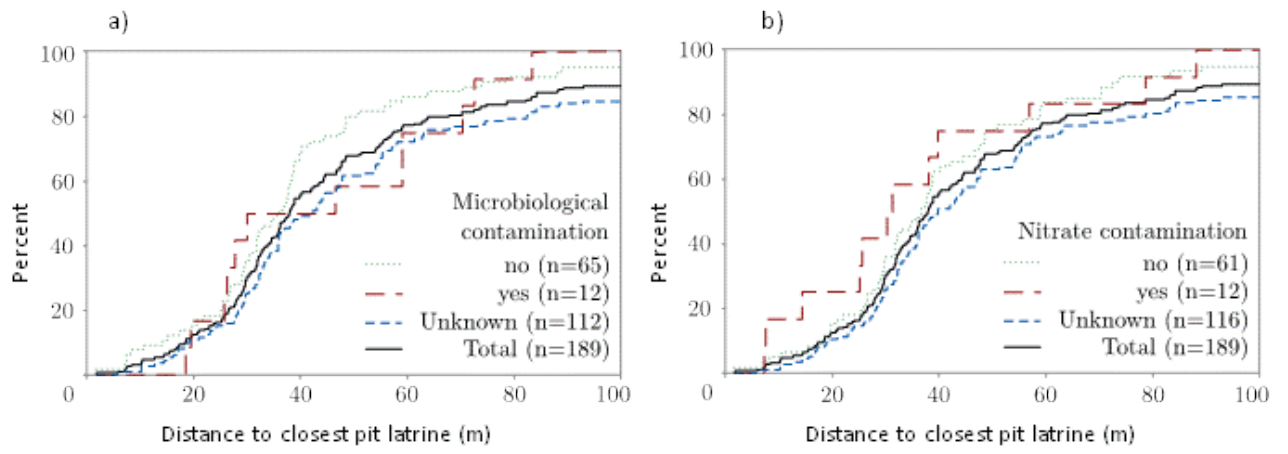 a)
100
80
60
40
20
0
Percent
20 40 60 80 100
Distance to closest pit latrine (m)
Microbiological
contamination
no (n=65)
yes (n=12)
Unknown (n=112)
Total (n=189)
b)
100
80
60
40
20
0
Percent
20 40 60 80 100
Distance to closest pit latrine (m)
Nitrate contamination
no (n=61)
yes (n=12)
Unknown (n=116)
Total (n=189)